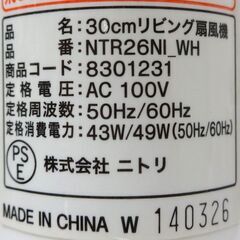 品名：30cmリビング扇風機
品番：NTR26NI_WH
商品コード：8301231
定格電圧：AC 100V
定格周波数：50Hz/60Hz
定格消費電力：43W/49W(50Hz/60Hz)
PS
E
株式会社 ニトリ
MADE IN CHINA W 140326